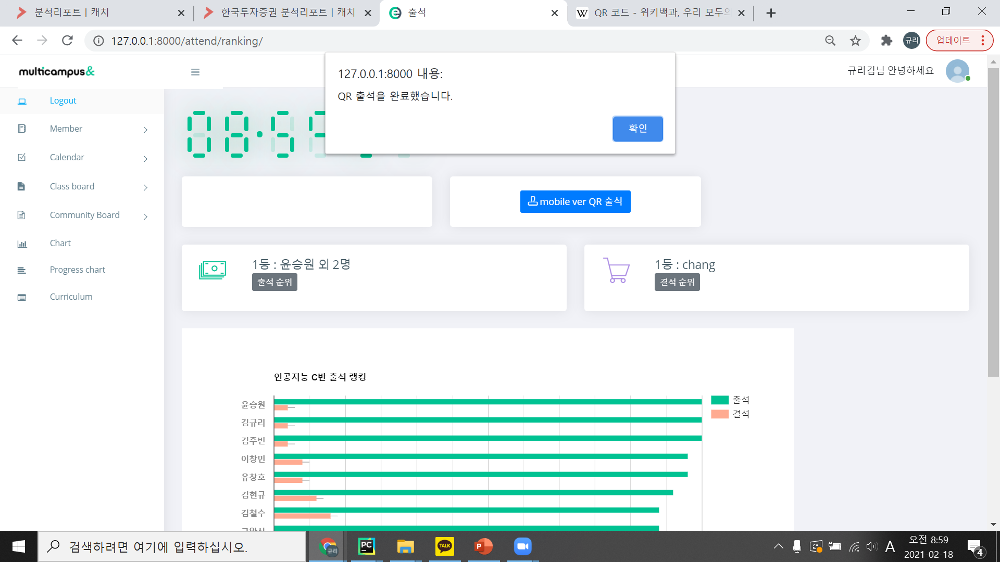 분석리포트 | 캐치
한국투자증권 분석리포트 | 캐치
출석
QR 코드 - 위키백과, 우리 모두의
127.0.0.1:8000/attend/ranking/
규리
업데이트
multicampus&
규리김님 안녕하세요
127.0.0.1:8000 내용:
QR 출석을 완료했습니다.
확인
Logout
Member
Calendar
Class board
Community Board
Chart
Progress chart
Curriculum
mobile ver QR 출석
1등 : 윤승원 외 2명
출석 순위
1등 : chang
결석 순위
인공지능 C반 출석 랭킹
윤승원
김규리
김주빈
이창민
유창호
김현규
김철수
출석
결석
검색하려면 여기에 입력하십시오.
규리
PC
TALK
P
A
오전 8:59
2021-02-18
4